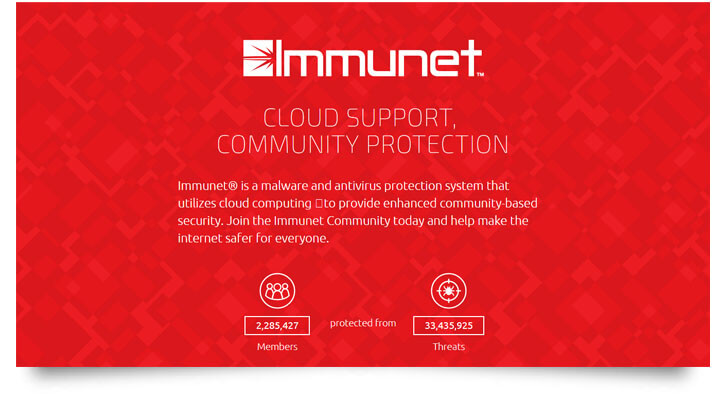 Immunet™
CLOUD SUPPORT,
COMMUNITY PROTECTION
Immunet® is a malware and antivirus protection system that
utilizes cloud computing □to provide enhanced community-based
security. Join the Immunet Community today and help make the
internet safer for everyone.
2,285,427
protected from
33,435,925
Members
Threats